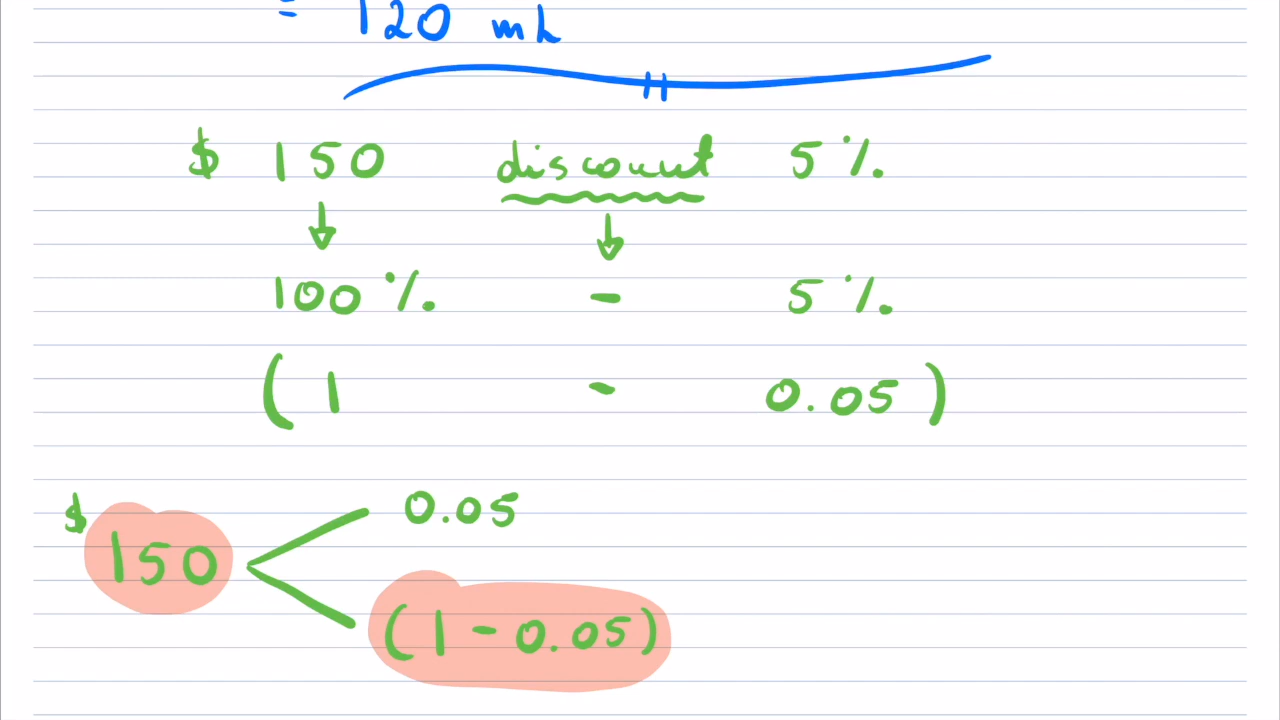 = 120 mL
$ 150 discount 5%
100% - 5%
(1 - 0.05)
0.05
$ 150
(1 - 0.05)